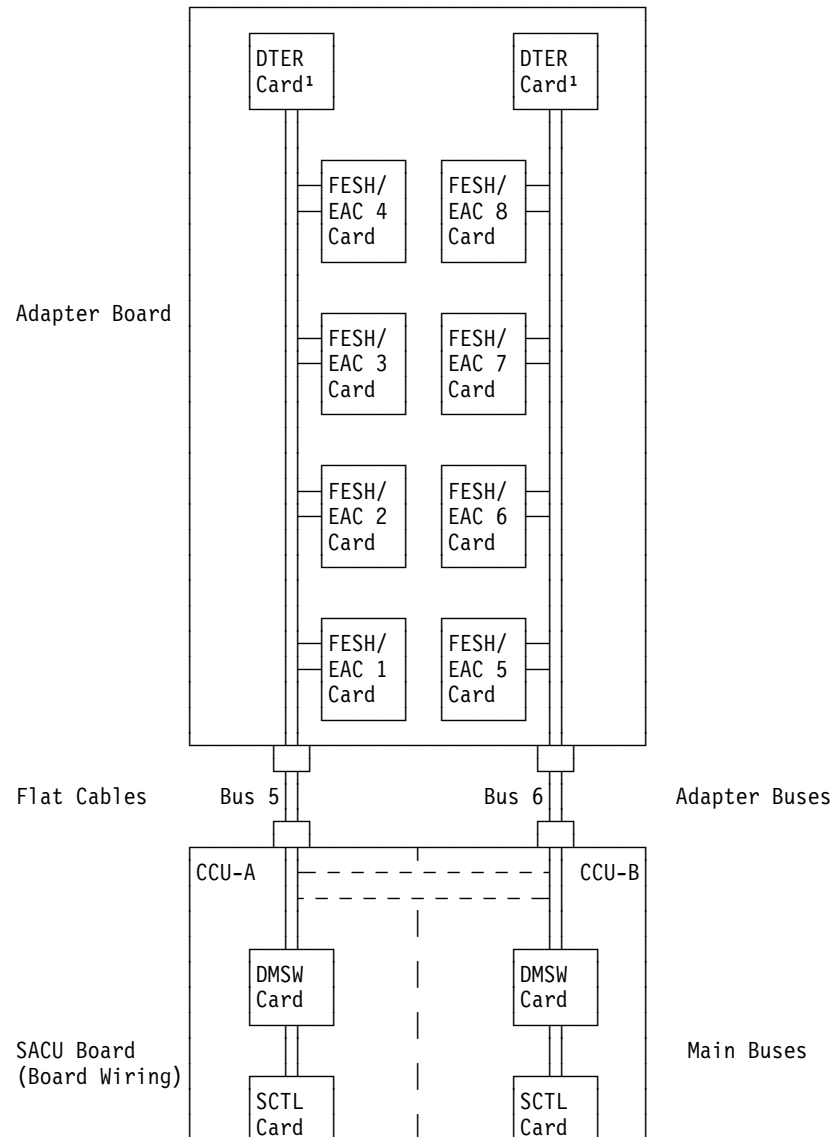 DTER
Card¹
DTER
Card¹
FESH/
EAC 4
Card
FESH/
EAC 8
Card
Adapter Board
FESH/
EAC 3
Card
FESH/
EAC 7
Card
FESH/
EAC 2
Card
FESH/
EAC 6
Card
FESH/
EAC 1
Card
FESH/
EAC 5
Card
Flat Cables
Bus 5
Bus 6
Adapter Buses
CCU-A
CCU-B
DMSW
Card
DMSW
Card
SACU Board
(Board Wiring)
Main Buses
SCTL
Card
SCTL
Card